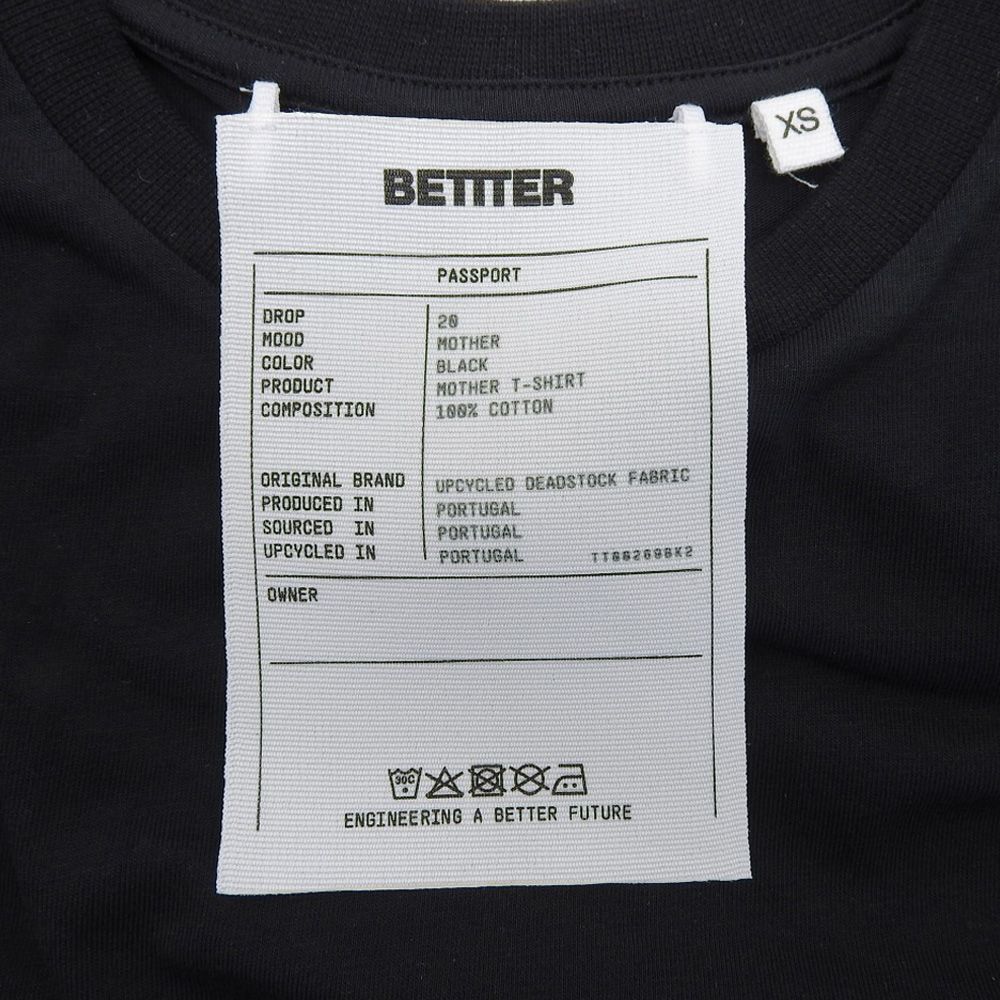 BETTTER
XS
PASSPORT
DROP 20
MOOD MOTHER
COLOR BLACK
PRODUCT MOTHER T-SHIRT
COMPOSITION 100% COTTON
ORIGINAL BRAND UPCYCLED DEADSTOCK FABRIC
PRODUCED IN PORTUGAL
SOURCED IN PORTUGAL
UPCYCLED IN PORTUGAL
OWNER
30C
ENGINEERING A BETTER FUTURE